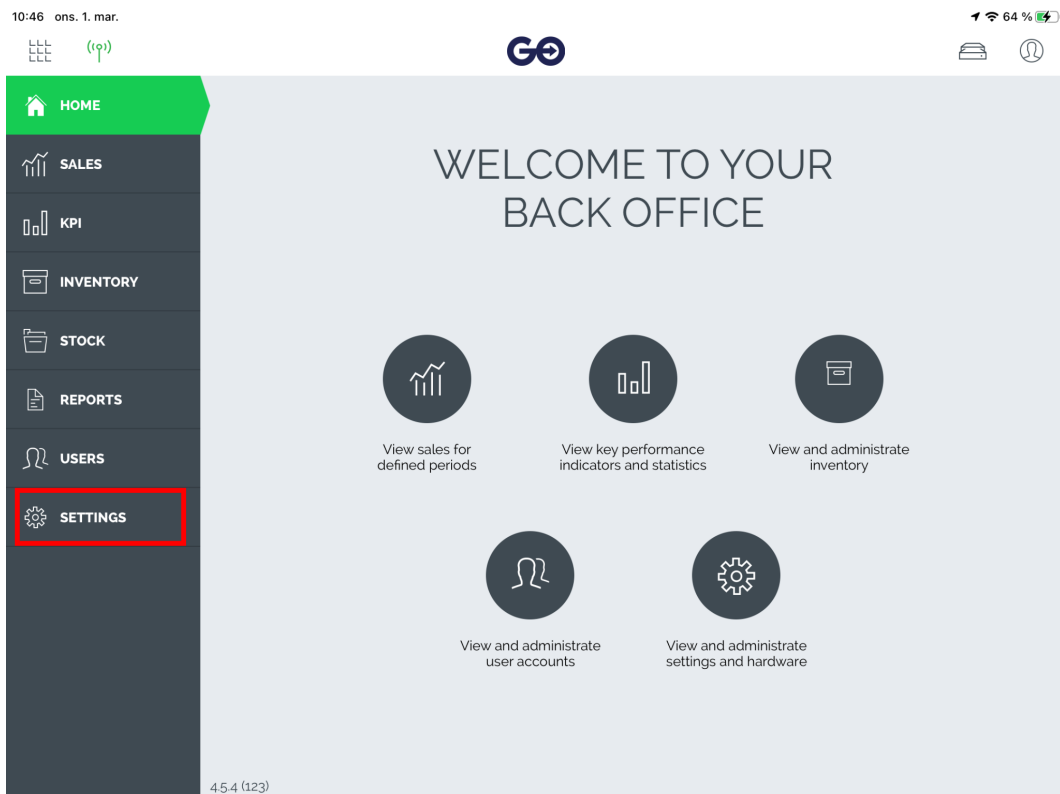 10:46 ons. 1. mar.
64 %
GO
HOME
SALES
KPI
INVENTORY
STOCK
REPORTS
USERS
SETTINGS
WELCOME TO YOUR
BACK OFFICE
View sales for
defined periods
View key performance
indicators and statistics
View and administrate
inventory
View and administrate
user accounts
View and administrate
settings and hardware
4.5.4 (123)